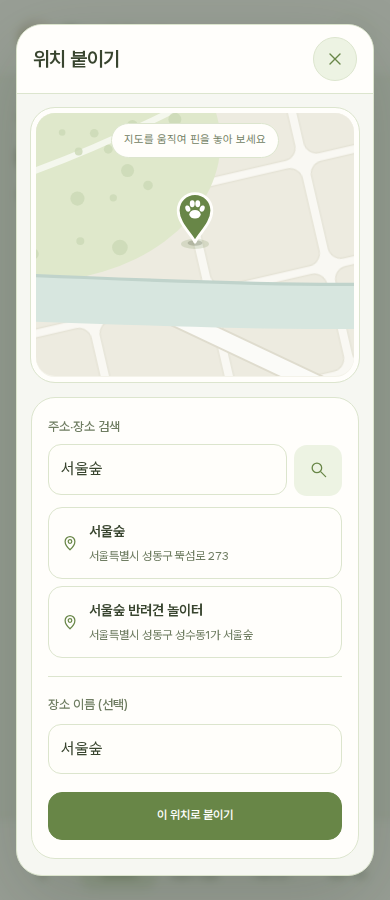 위치 붙이기
지도를 움직여 핀을 놓아 보세요
주소·장소 검색
서울숲
서울숲
서울특별시 성동구 뚝섬로 273
서울숲 반려견 놀이터
서울특별시 성동구 성수동1가 서울숲
장소 이름 (선택)
서울숲
이 위치로 붙이기